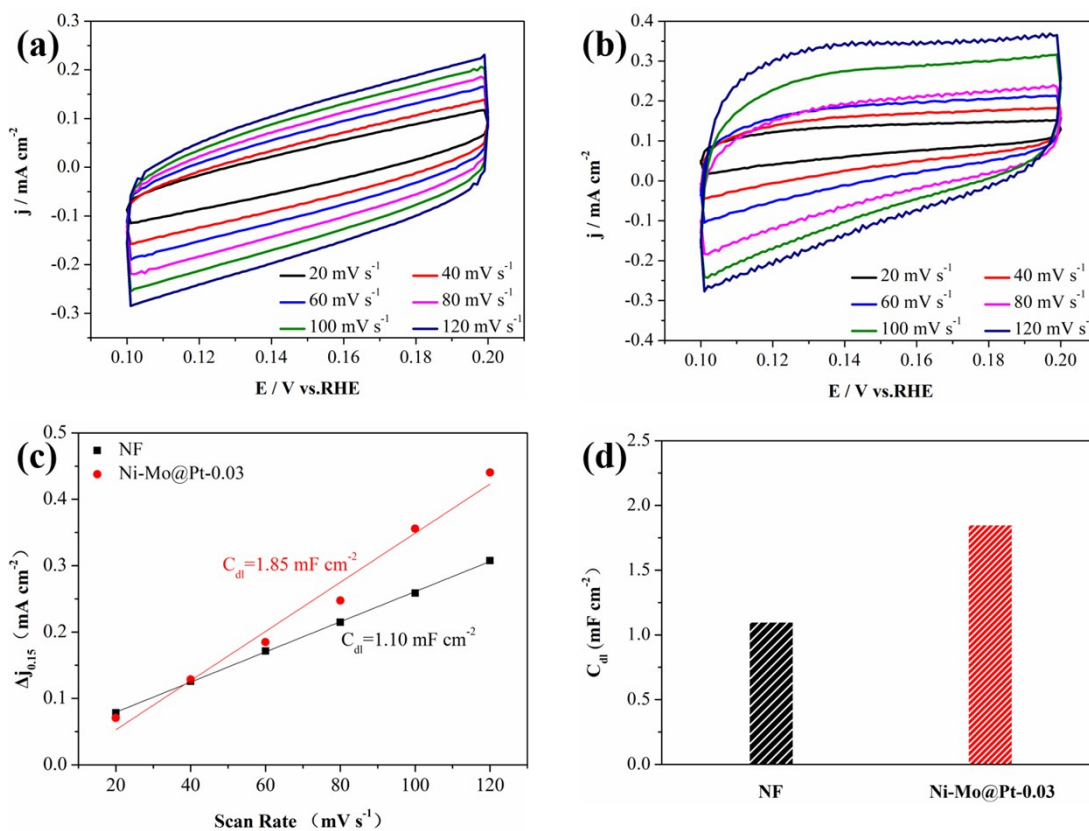 (a)
0.3
0.2
0.1
0.0
-0.1
-0.2
-0.3
j / mA cm⁻²
20 mV s⁻¹ 40 mV s⁻¹
60 mV s⁻¹ 80 mV s⁻¹
100 mV s⁻¹ 120 mV s⁻¹
0.10 0.12 0.14 0.16 0.18 0.20
E / V vs.RHE
(b)
0.4
0.3
0.2
0.1
0.0
-0.1
-0.2
-0.3
-0.4
j / mA cm⁻²
20 mV s⁻¹ 40 mV s⁻¹
60 mV s⁻¹ 80 mV s⁻¹
100 mV s⁻¹ 120 mV s⁻¹
0.10 0.12 0.14 0.16 0.18 0.20
E / V vs.RHE
(c)
NF
Ni-Mo@Pt-0.03
0.5
0.4
0.3
0.2
0.1
0.0
Δj₀.₁₅ (mA cm⁻²)
C_dl=1.85 mF cm⁻²
C_dl=1.10 mF cm⁻²
20 40 60 80 100 120
Scan Rate (mV s⁻¹)
(d)
2.5
2.0
1.5
1.0
0.5
0.0
C_dl (mF cm⁻²)
NF Ni-Mo@Pt-0.03